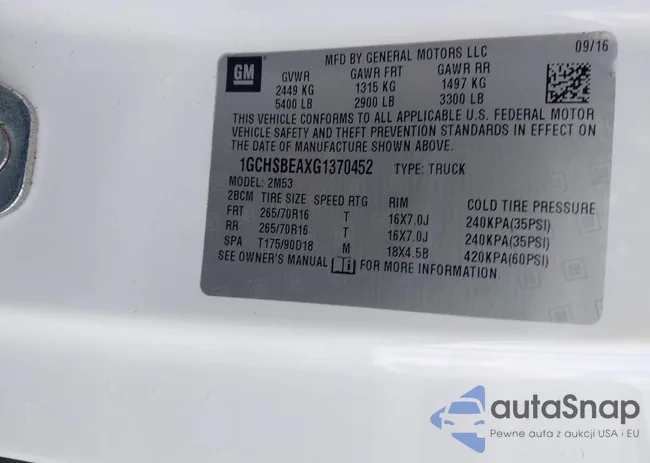 GM
MFD BY GENERAL MOTORS LLC 09/16
GVWR GAWR FRT GAWR RR
2449 KG 1315 KG 1497 KG
5400 LB 2900 LB 3300 LB
THIS VEHICLE CONFORMS TO ALL APPLICABLE U.S. FEDERAL MOTOR
VEHICLE SAFETY AND THEFT PREVENTION STANDARDS IN EFFECT ON
THE DATE OF MANUFACTURE SHOWN ABOVE.
1GCHSBEAXG1370452 TYPE: TRUCK
MODEL: 2M53
2BCM TIRE SIZE SPEED RTG RIM COLD TIRE PRESSURE
FRT 265/70R16 T 16X7.0J 240KPA(35PSI)
RR 265/70R16 T 16X7.0J 240KPA(35PSI)
SPA T175/90D18 M 18X4.5B 420KPA(60PSI)
SEE OWNER'S MANUAL FOR MORE INFORMATION.
autaSnap
Pewne auta z aukcji USA i EU